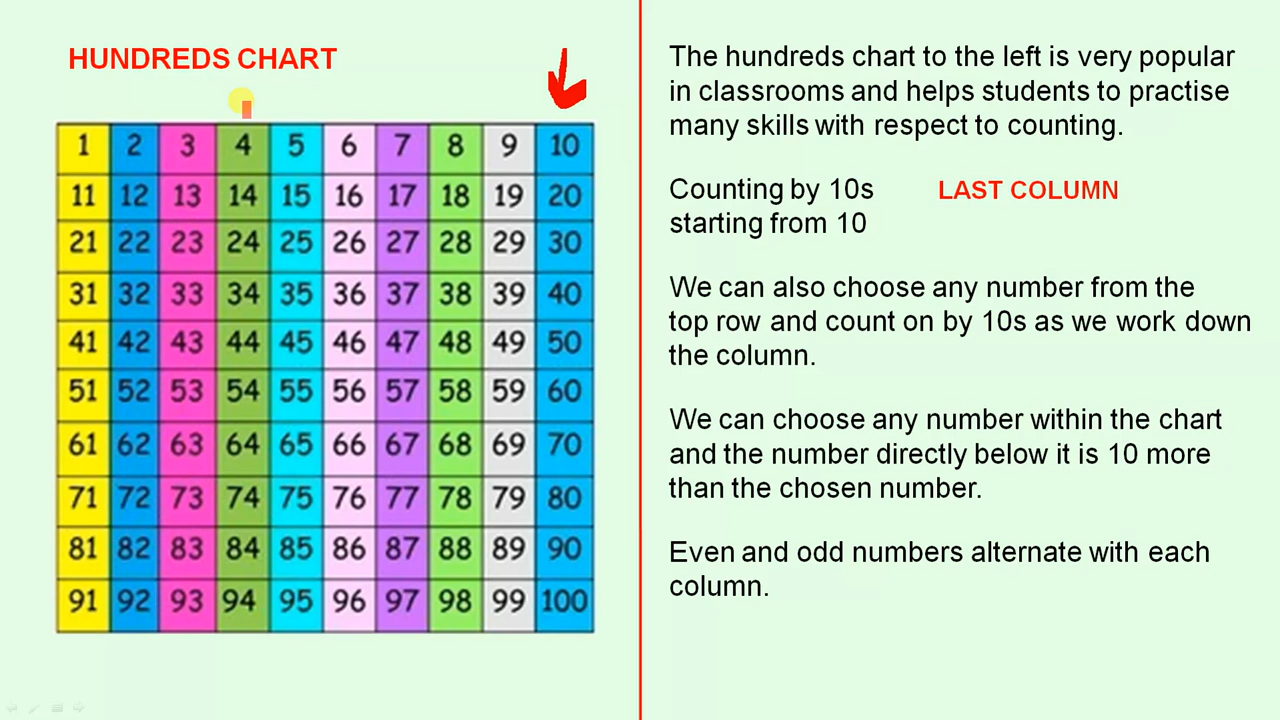 HUNDREDS CHART
1 2 3 4 5 6 7 8 9 10
11 12 13 14 15 16 17 18 19 20
21 22 23 24 25 26 27 28 29 30
31 32 33 34 35 36 37 38 39 40
41 42 43 44 45 46 47 48 49 50
51 52 53 54 55 56 57 58 59 60
61 62 63 64 65 66 67 68 69 70
71 72 73 74 75 76 77 78 79 80
81 82 83 84 85 86 87 88 89 90
91 92 93 94 95 96 97 98 99 100
The hundreds chart to the left is very popular
in classrooms and helps students to practise
many skills with respect to counting.
Counting by 10s LAST COLUMN
starting from 10
We can also choose any number from the
top row and count on by 10s as we work down
the column.
We can choose any number within the chart
and the number directly below it is 10 more
than the chosen number.
Even and odd numbers alternate with each
column.